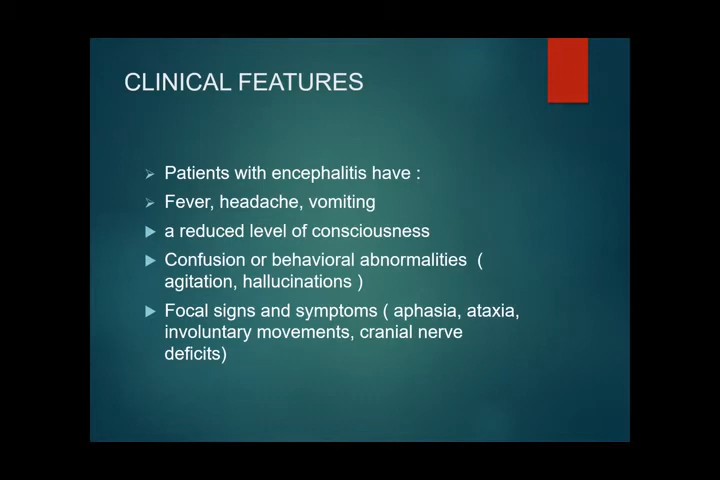 CLINICAL FEATURES
Patients with encephalitis have :
Fever, headache, vomiting
a reduced level of consciousness
Confusion or behavioral abnormalities (
agitation, hallucinations )
Focal signs and symptoms ( aphasia, ataxia,
involuntary movements, cranial nerve
deficits)